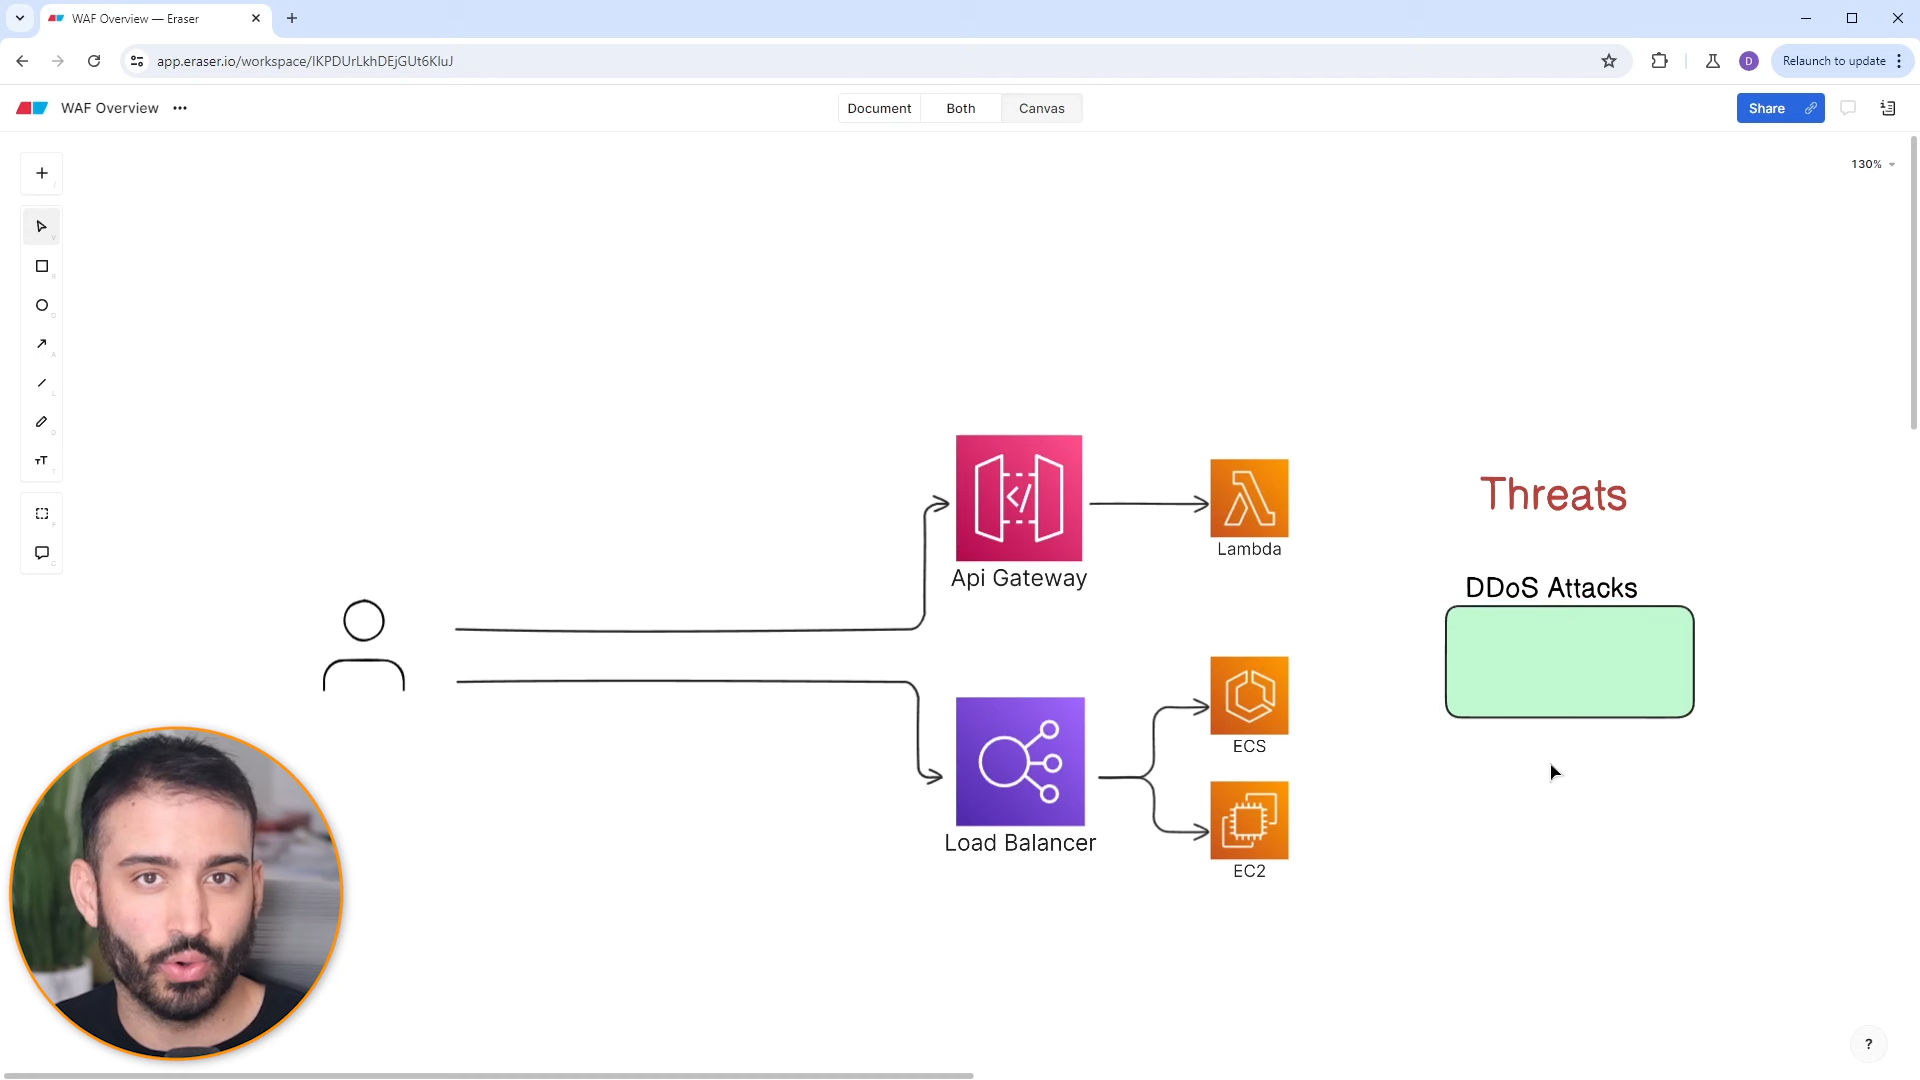 WAF Overview — Eraser
app.eraser.io/workspace/IKPDUrLkhDEjGUt6KIuJ
D
Relaunch to update
WAF Overview
Document
Both
Canvas
Share
130%
Api Gateway
Lambda
Threats
DDoS Attacks
ECS
Load Balancer
EC2
?